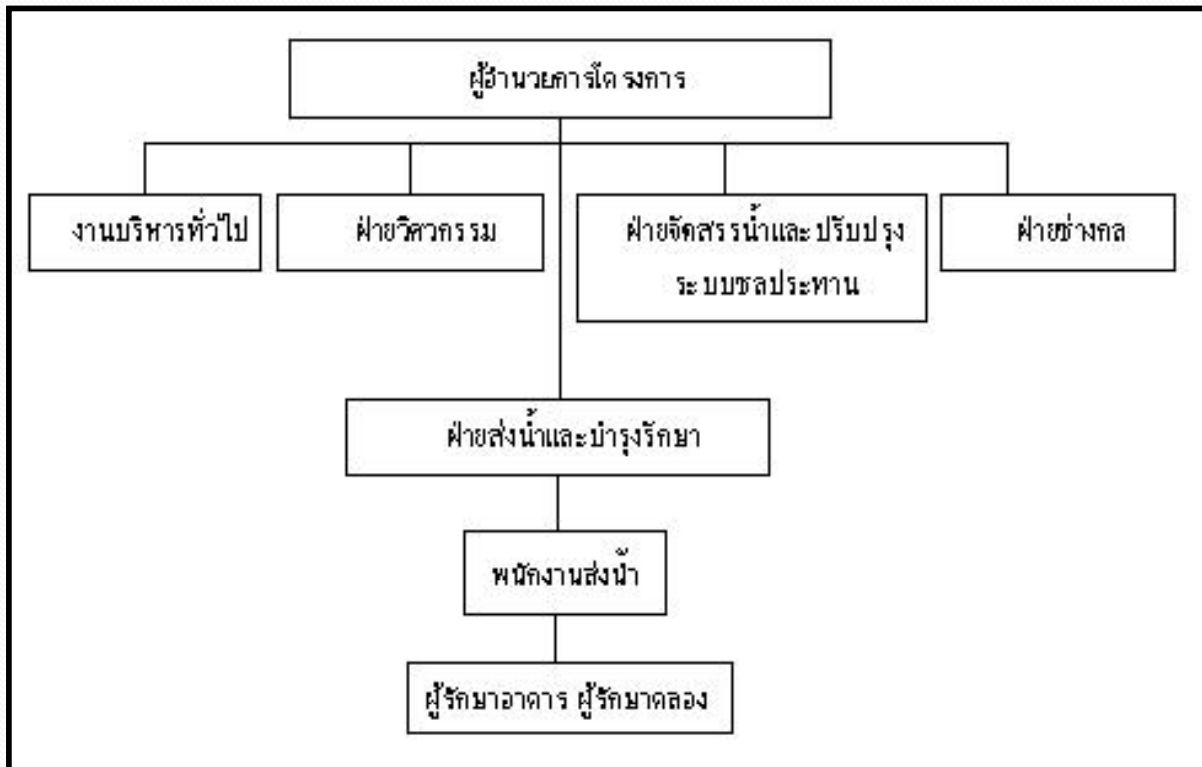 ผู้อำนวยการโครงการ
งานบริหารทั่วไป
ฝ่ายวิศวกรรม
ฝ่ายจัดสรรน้ำและปรับปรุง
ระบบชลประทาน
ฝ่ายช่างกล
ฝ่ายส่งน้ำและบำรุงรักษา
พนักงานส่งน้ำ
ผู้รักษาอาคาร ผู้รักษาคลอง